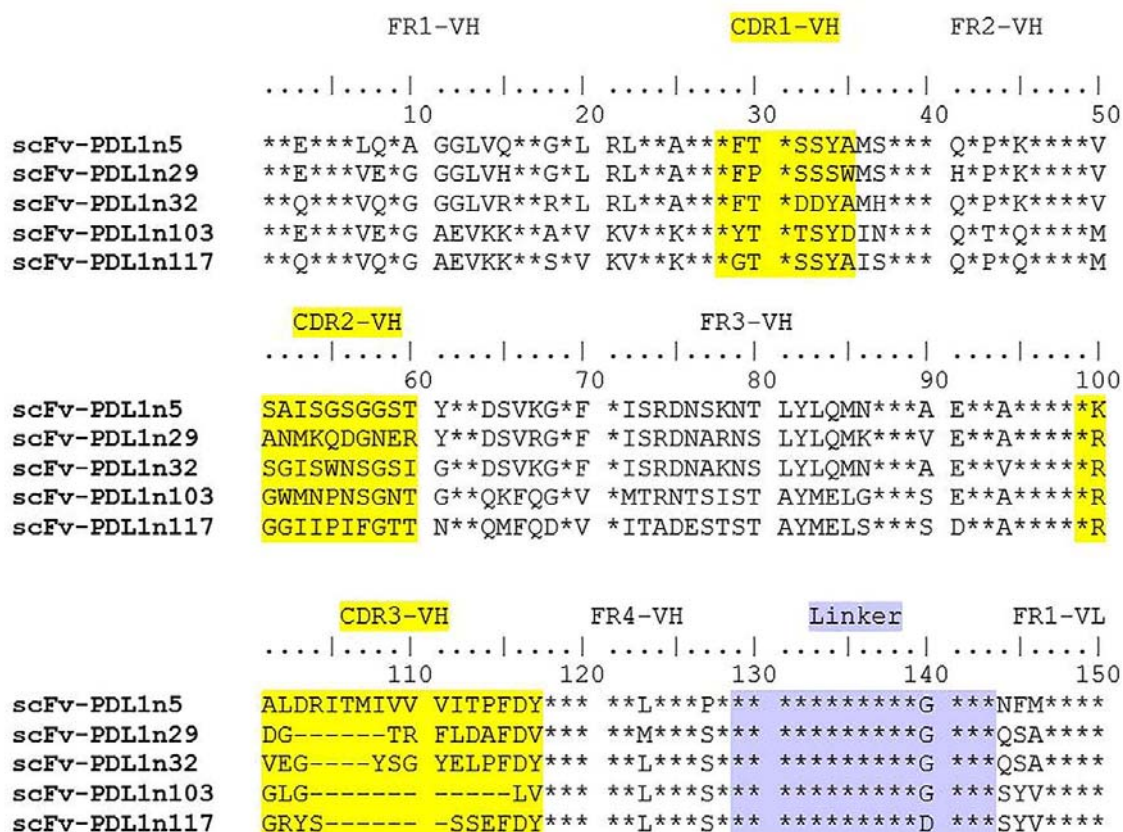 FR1-VH CDR1-VH FR2-VH
....|....| ....|....| ....|....| ....|....| ....|....|
10 20 30 40 50
scFv-PDL1n5 **E***LQ*A GGLVQ**G*L RL**A***FT *SSYAMS*** Q*P*K****V
scFv-PDL1n29 **E***VE*G GGLVH**G*L RL**A***FP *SSSWMS*** H*P*K****V
scFv-PDL1n32 **Q***VQ*G GGLVR**R*L RL**A***FT *DDYAMH*** Q*P*K****V
scFv-PDL1n103 **E***VE*G AEVKK**A*V KV**K***YT *TSYDIN*** Q*T*Q****M
scFv-PDL1n117 **Q***VQ*G AEVKK**S*V KV**K***GT *SSYAIS*** Q*P*Q****M
CDR2-VH FR3-VH
....|....| ....|....| ....|....| ....|....| ....|....|
60 70 80 90 100
scFv-PDL1n5 SAISGSGGST Y**DSVKG*F *ISRDNSKNT LYLQMN***A E**A*****K
scFv-PDL1n29 ANMKQDGNER Y**DSVRG*F *ISRDNARNS LYLQMK***V E**A*****R
scFv-PDL1n32 SGISWNSGSI G**DSVKG*F *ISRDNAKNS LYLQMN***A E**V*****R
scFv-PDL1n103 GWMNPNSGNT G**QKFQG*V *MTRNTSIST AYMELG***S E**A*****R
scFv-PDL1n117 GGIIPIFGTT N**QMFQD*V *ITADESTST AYMELS***S D**A*****R
CDR3-VH FR4-VH Linker FR1-VL
....|....| ....|....| ....|....| ....|....| ....|....|
110 120 130 140 150
scFv-PDL1n5 ALDRITMIVV VITPFDY*** **L***P*** *********G ***NFM****
scFv-PDL1n29 DG------TR FLDAFDV*** **M***S*** *********G ***QSA****
scFv-PDL1n32 VEG----YSG YELPFDY*** **L***S*** *********G ***QSA****
scFv-PDL1n103 GLG------- -----LV*** **L***S*** *********G ***SYV****
scFv-PDL1n117 GRYS------ -SSEFDY*** **L***S*** *********D ***SYV****